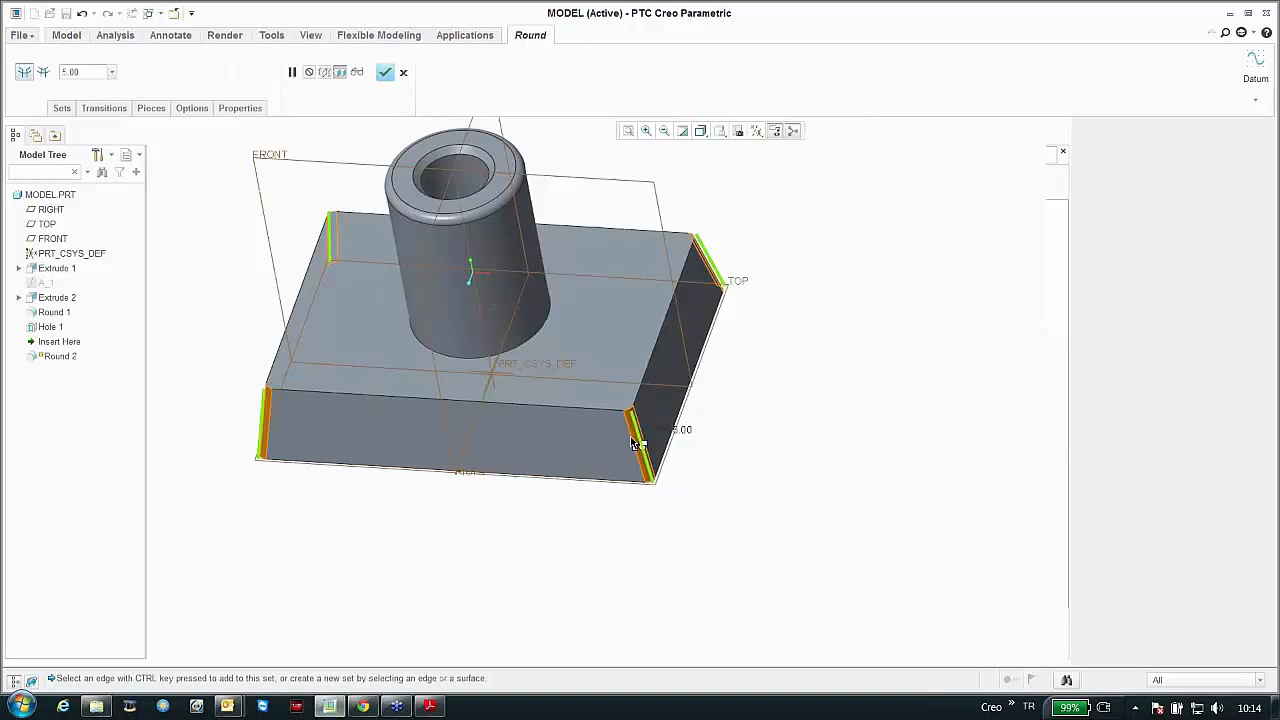 MODEL (Active) - PTC Creo Parametric
File
Model
Analysis
Annotate
Render
Tools
View
Flexible Modeling
Applications
Round
5.00
Datum
Sets
Transitions
Pieces
Options
Properties
Model Tree
MODEL.PRT
RIGHT
TOP
FRONT
PRT_CSYS_DEF
Extrude 1
A_1
Extrude 2
Round 1
Hole 1
Insert Here
Round 2
FRONT
TOP
PRT_CSYS_DEF
5.00
Select an edge with CTRL key pressed to add to this set, or create a new set by selecting an edge or a surface.
All
Creo
TR
99%
10:14